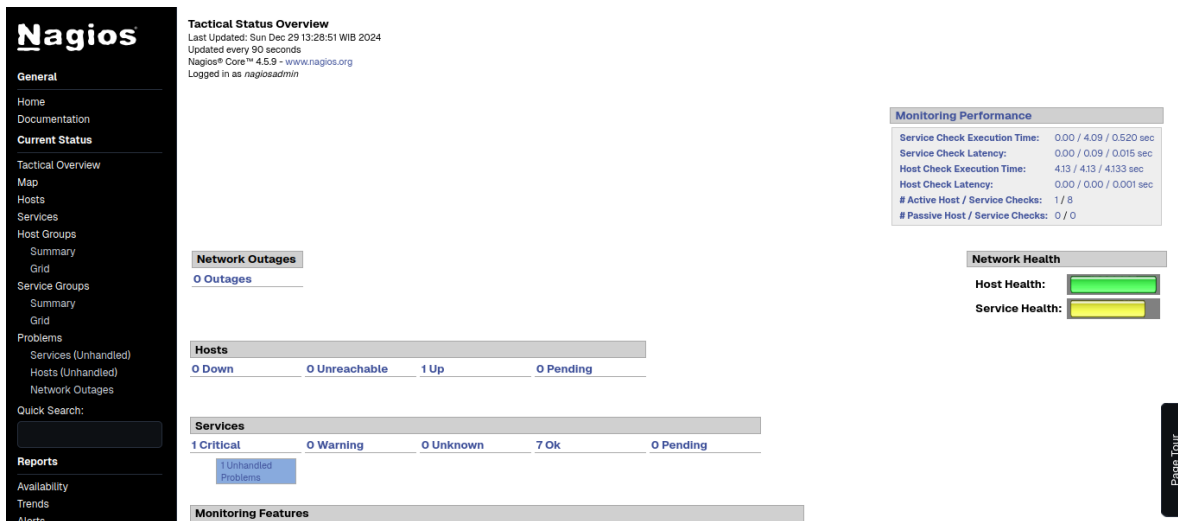 Nagios
General
Home
Documentation
Current Status
Tactical Overview
Map
Hosts
Services
Host Groups
Summary
Grid
Service Groups
Summary
Grid
Problems
Services (Unhandled)
Hosts (Unhandled)
Network Outages
Quick Search:
Reports
Availability
Trends
Alerts
Tactical Status Overview
Last Updated: Sun Dec 29 13:28:51 WIB 2024
Updated every 90 seconds
Nagios® Core™ 4.5.9 - www.nagios.org
Logged in as nagiosadmin
Monitoring Performance
Service Check Execution Time: 0.00 / 4.09 / 0.520 sec
Service Check Latency: 0.00 / 0.09 / 0.015 sec
Host Check Execution Time: 4.13 / 4.13 / 4.133 sec
Host Check Latency: 0.00 / 0.00 / 0.001 sec
# Active Host / Service Checks: 1 / 8
# Passive Host / Service Checks: 0 / 0
Network Outages
0 Outages
Network Health
Host Health:
Service Health:
Hosts
0 Down 0 Unreachable 1 Up 0 Pending
Services
1 Critical 0 Warning 0 Unknown 7 Ok 0 Pending
1 Unhandled
Problems
Monitoring Features
Page Tour